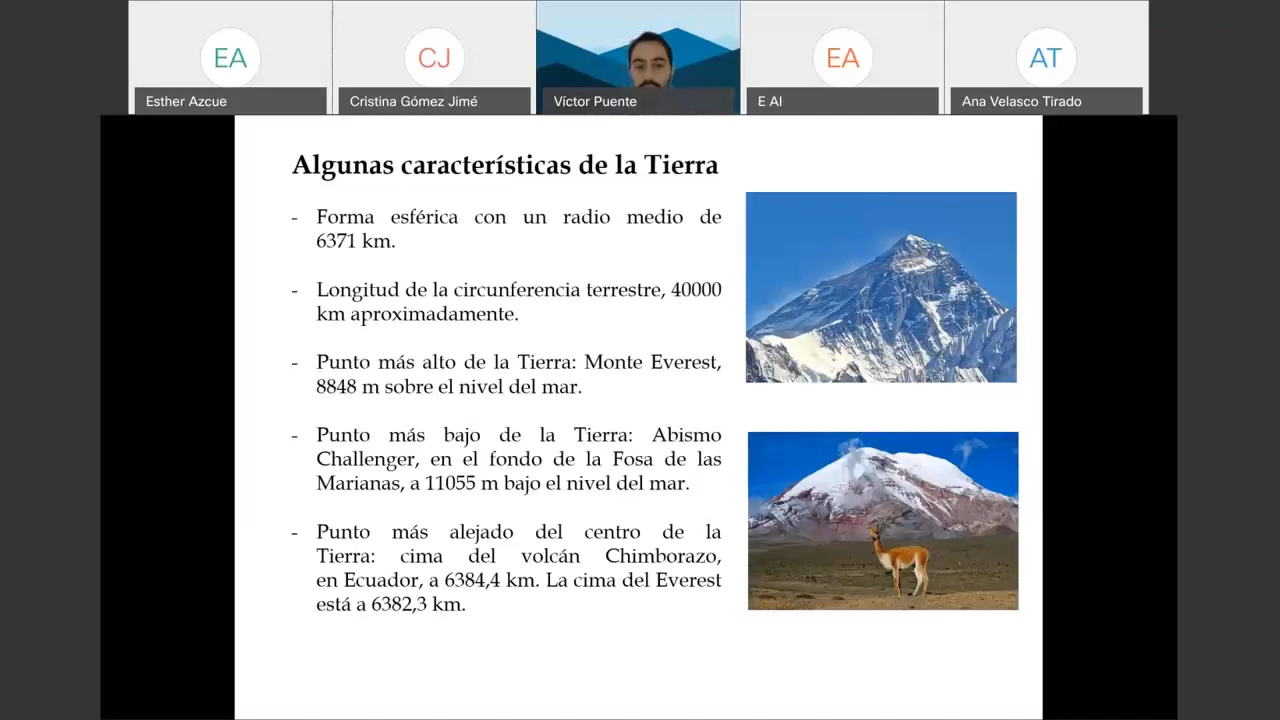 EA
CJ
EA
AT
Esther Azcue
Cristina Gómez Jimé
Víctor Puente
E Al
Ana Velasco Tirado
Algunas características de la Tierra
- Forma esférica con un radio medio de
6371 km.
- Longitud de la circunferencia terrestre, 40000
km aproximadamente.
- Punto más alto de la Tierra: Monte Everest,
8848 m sobre el nivel del mar.
- Punto más bajo de la Tierra: Abismo
Challenger, en el fondo de la Fosa de las
Marianas, a 11055 m bajo el nivel del mar.
- Punto más alejado del centro de la
Tierra: cima del volcán Chimborazo,
en Ecuador, a 6384,4 km. La cima del Everest
está a 6382,3 km.